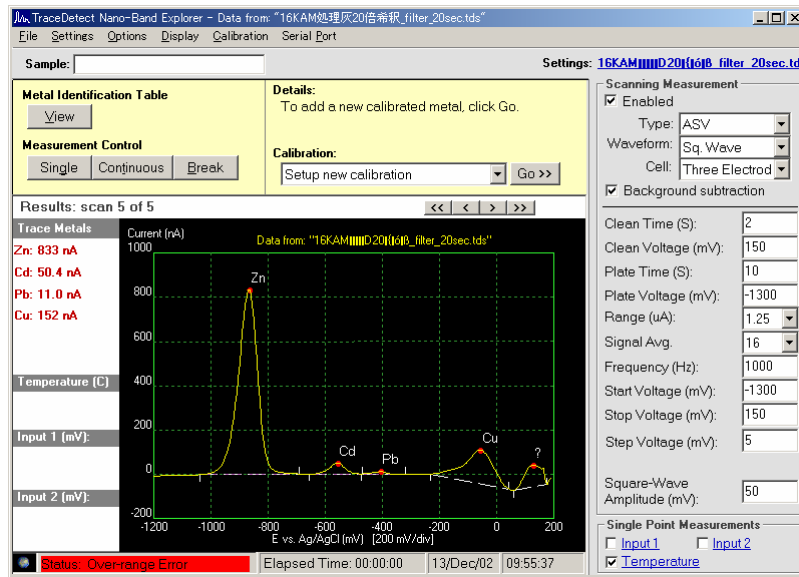 TraceDetect Nano-Band Explorer - Data from: "16KAM処理灰20倍希釈_filter_20sec.tds"
File Settings Options Display Calibration Serial Port
Sample:
Settings: 16KAM||||||D20|{|ó|ß_filter_20sec.td
Metal Identification Table
View
Measurement Control
Single Continuous Break
Details:
To add a new calibrated metal, click Go.
Calibration:
Setup new calibration Go >>
Results: scan 5 of 5
<< < > >>
Trace Metals
Zn: 833 nA
Cd: 50.4 nA
Pb: 11.0 nA
Cu: 152 nA
Temperature (C)
Input 1 (mV):
Input 2 (mV):
Current (nA)
Data from: "16KAM||||||D20|{|ó|ß_filter_20sec.tds"
1000
800
600
400
200
0
-200
Zn
Cd
Pb
Cu
?
-1200 -1000 -800 -600 -400 -200 0 200
E vs. Ag/AgCl (mV) [200 mV/div]
Scanning Measurement
Enabled
Type: ASV
Waveform: Sq. Wave
Cell: Three Electrod
Background subtraction
Clean Time (S): 2
Clean Voltage (mV): 150
Plate Time (S): 10
Plate Voltage (mV): -1300
Range (uA): 1.25
Signal Avg. 16
Frequency (Hz): 1000
Start Voltage (mV): -1300
Stop Voltage (mV): 150
Step Voltage (mV): 5
Square-Wave
Amplitude (mV): 50
Single Point Measurements
Input 1 Input 2
Temperature
Status: Over-range Error
Elapsed Time: 00:00:00
13/Dec/02
09:55:37